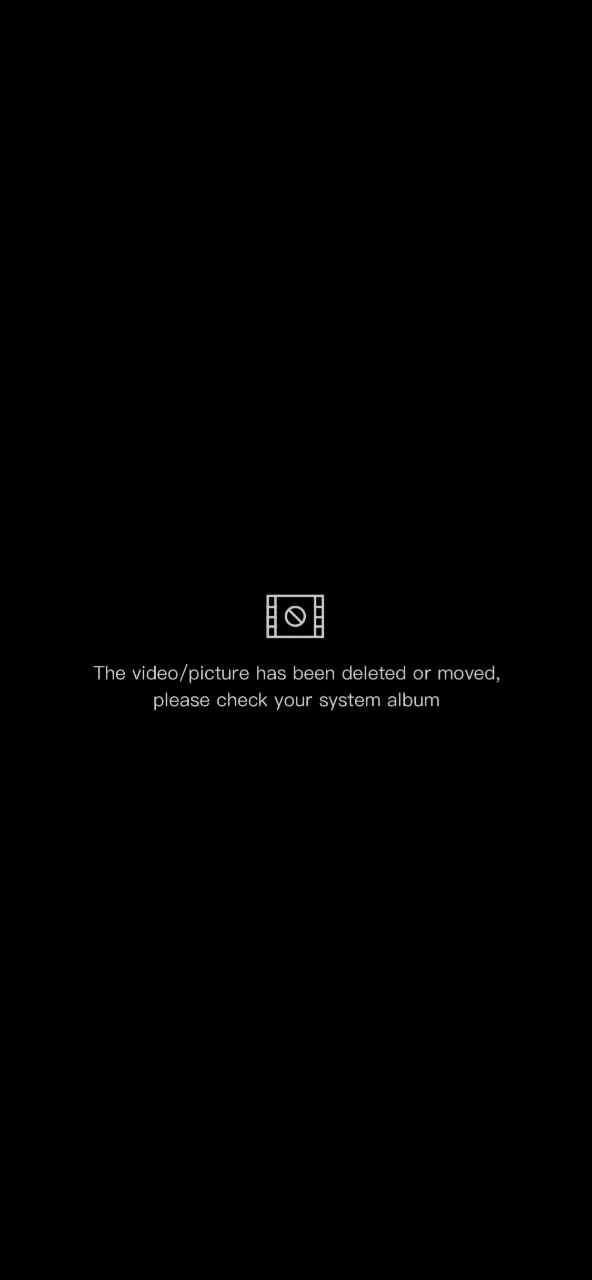 The video/picture has been deleted or moved,
please check your system album